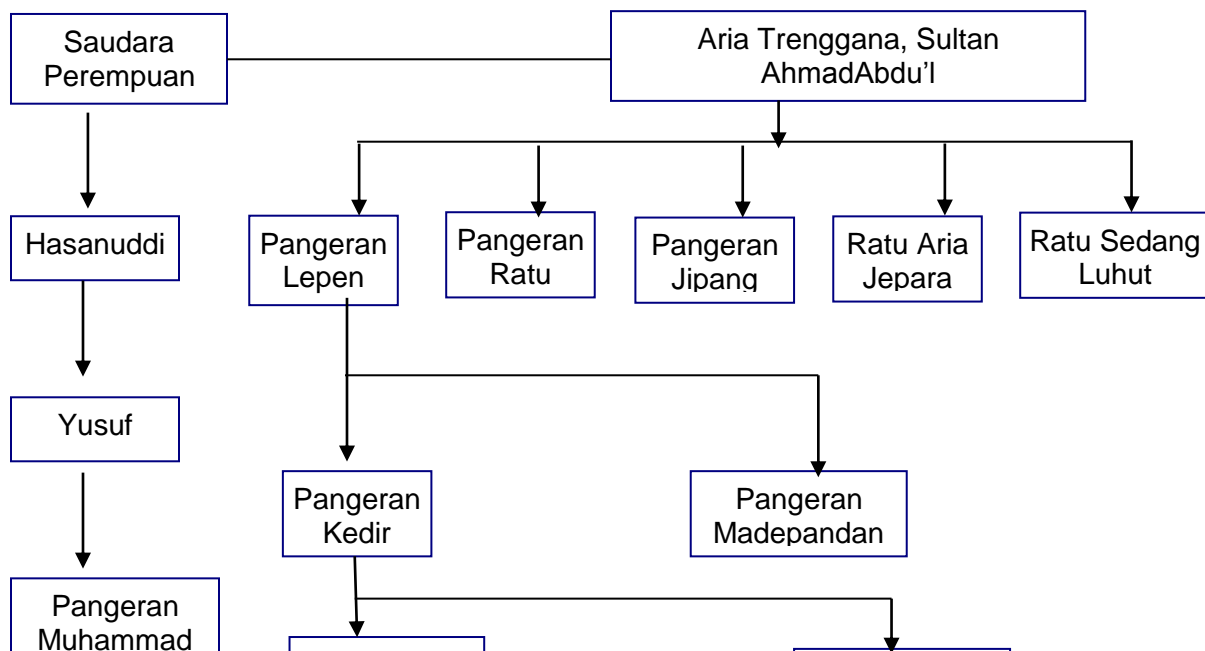 Saudara
Perempuan
Aria Trenggana, Sultan
AhmadAbdu’l
Hasanuddi
Pangeran
Lepen
Pangeran
Ratu
Pangeran
Jipang
Ratu Aria
Jepara
Ratu Sedang
Luhut
Yusuf
Pangeran
Kedir
Pangeran
Madepandan
Pangeran
Muhammad